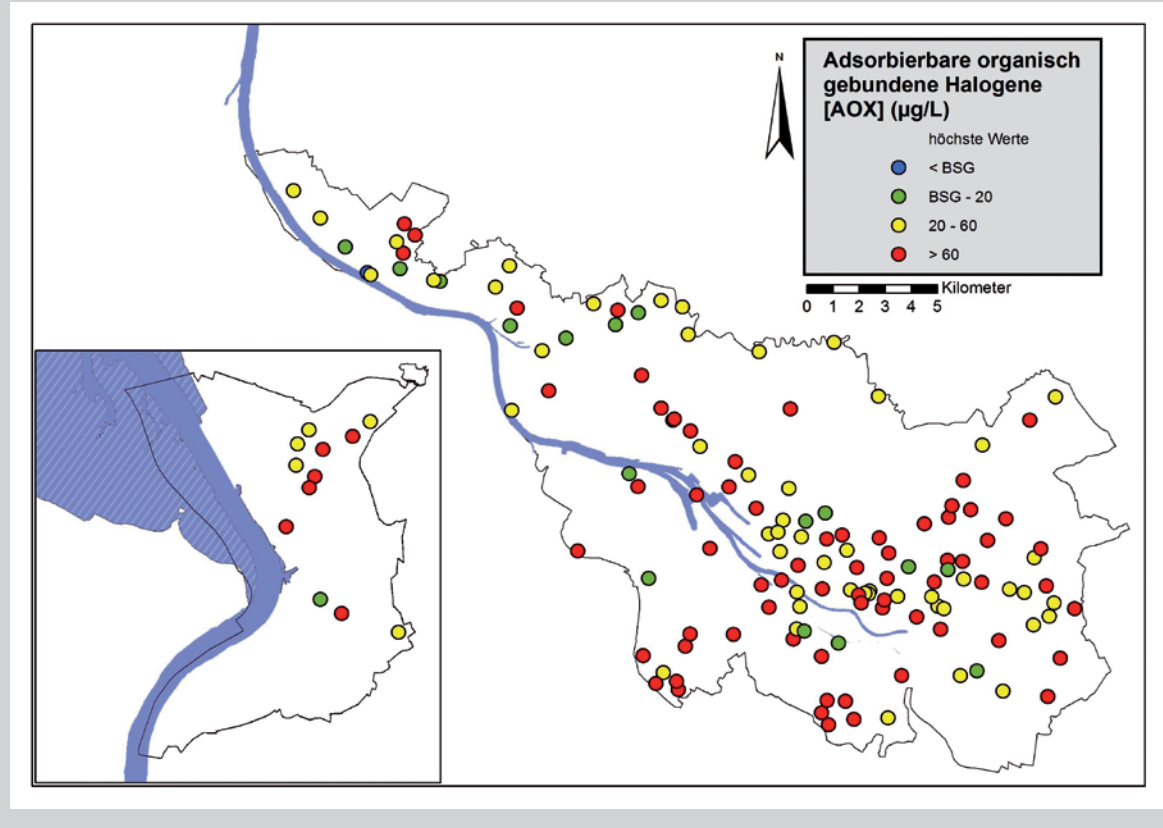 N
Adsorbierbare organisch
gebundene Halogene
[AOX] (µg/L)
höchste Werte
< BSG
BSG - 20
20 - 60
> 60
Kilometer
0 1 2 3 4 5